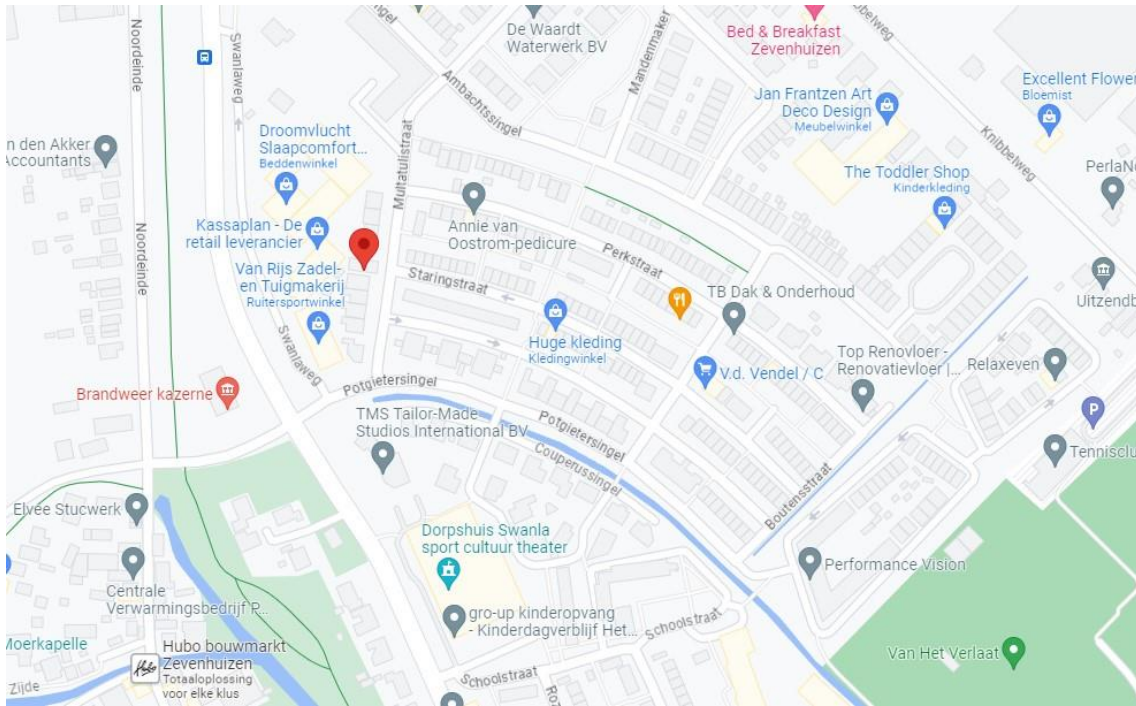 Noordeinde
Swanlaweg
De Waardt
Waterwerk BV
Mandenmaker
Bed & Breakfast
Zevenhuizen
Knibbelweg
Ambachtssingel
Jan Frantzen Art
Deco Design
Meubelwinkel
Excellent Flower
Bloemist
n den Akker
Accountants
Droomvlucht
Slaapcomfort...
Beddenwinkel
Multatulistraat
The Toddler Shop
Kinderkleding
PerlaNo
Kassaplan - De
retail leverancier
Annie van
Oostrom-pedicure
Perkstraat
Noordeinde
Van Rijs Zadel-
en Tuigmakerij
Ruitersportwinkel
Staringstraat
TB Dak & Onderhoud
Uitzendb
Huge kleding
Kledingwinkel
Top Renovloer -
Renovatievloer |...
Relaxeven
Swanlaweg
V.d. Vendel / C
Brandweer kazerne
Potgietersingel
P
TMS Tailor-Made
Studios International BV
Potgietersingel
Tennisclu
Couperussingel
Boutensstraat
Elvee Stucwerk
Dorpshuis Swanla
sport cultuur theater
Performance Vision
Centrale
Verwarmingsbedrijf P...
gro-up kinderopvang
- Kinderdagverblijf Het...
Schoolstraat
Moerkapelle
Hubo
Hubo bouwmarkt
Zevenhuizen
Totaaloplossing
voor elke klus
Van Het Verlaat
Zijde
Schoolstraat
Roz